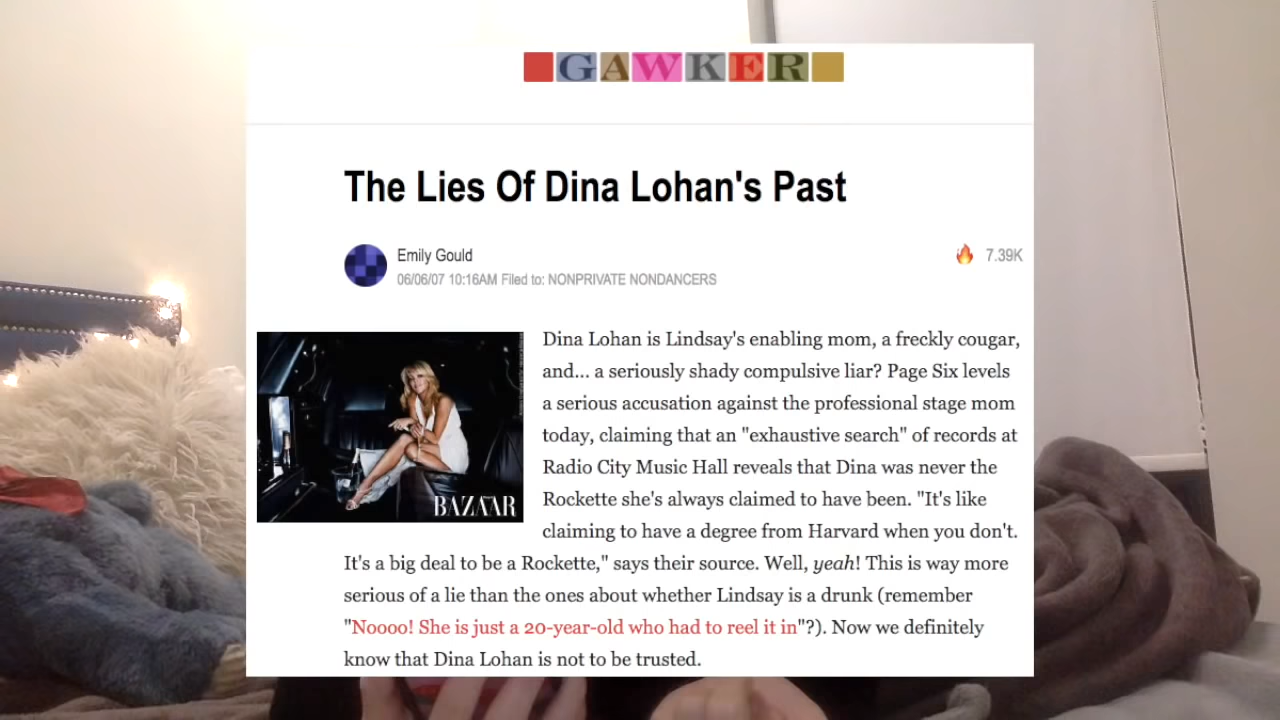 GAWKER
The Lies Of Dina Lohan's Past
Emily Gould
7.39K
06/06/07 10:16AM Filed to: NONPRIVATE NONDANCERS
BAZAAR
Dina Lohan is Lindsay's enabling mom, a freckly cougar,
and... a seriously shady compulsive liar? Page Six levels
a serious accusation against the professional stage mom
today, claiming that an "exhaustive search" of records at
Radio City Music Hall reveals that Dina was never the
Rockette she's always claimed to have been. "It's like
claiming to have a degree from Harvard when you don't.
It's a big deal to be a Rockette," says their source. Well, yeah! This is way more
serious of a lie than the ones about whether Lindsay is a drunk (remember
"Noooo! She is just a 20-year-old who had to reel it in"?). Now we definitely
know that Dina Lohan is not to be trusted.